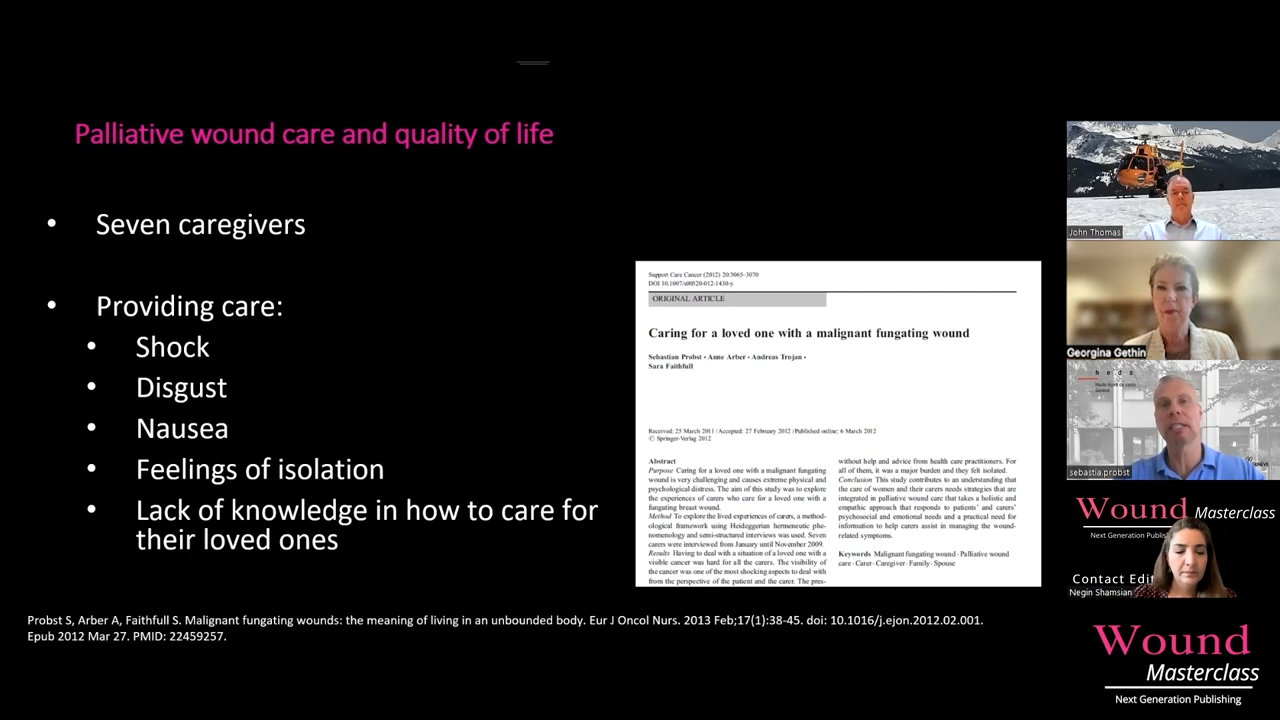 Palliative wound care and quality of life
• Seven caregivers
• Providing care:
• Shock
• Disgust
• Nausea
• Feelings of isolation
• Lack of knowledge in how to care for
their loved ones
Support Care Cancer (2012) 20:3065–3070
DOI 10.1007/s00520-012-1430-y
ORIGINAL ARTICLE
Caring for a loved one with a malignant fungating wound
Sebastian Probst • Anne Arber • Andreas Trojan •
Sara Faithfull
Received: 25 March 2011 / Accepted: 27 February 2012 / Published online: 6 March 2012
© Springer-Verlag 2012
Abstract
Purpose Caring for a loved one with a malignant fungating
wound is very challenging and causes extreme physical and
psychological distress. The aim of this study was to explore
the experiences of carers who care for a loved one with a
fungating breast wound.
Method To explore the lived experiences of carers, a method-
ological framework using Heideggerian hermeneutic phe-
nomenology and semi-structured interviews was used. Seven
carers were interviewed from January until November 2009.
Results Having to deal with a situation of a loved one with a
visible cancer was hard for all the carers. The visibility of
the cancer was one of the most shocking aspects to deal with
from the perspective of the patient and the carer. The pres-
without help and advice from health care practitioners. For
all of them, it was a major burden and they felt isolated.
Conclusion This study contributes to an understanding that
the care of women and their carers needs strategies that are
integrated in palliative wound care that takes a holistic and
empathic approach that responds to patients' and carers'
psychosocial and emotional needs and a practical need for
information to help carers assist in managing the wound-
related symptoms.
Keywords Malignant fungating wound · Palliative wound
care · Carer · Caregiver · Family · Spouse
Probst S, Arber A, Faithfull S. Malignant fungating wounds: the meaning of living in an unbounded body. Eur J Oncol Nurs. 2013 Feb;17(1):38-45. doi: 10.1016/j.ejon.2012.02.001.
Epub 2012 Mar 27. PMID: 22459257.
John Thomas
Georgina Gethin
h e d s
Haute école de santé
Genève
sebastia.probst
Wound Masterclass
Next Generation Publis
Contact Edi
Negin Shamsian
Wound
Masterclass
Next Generation Publishing